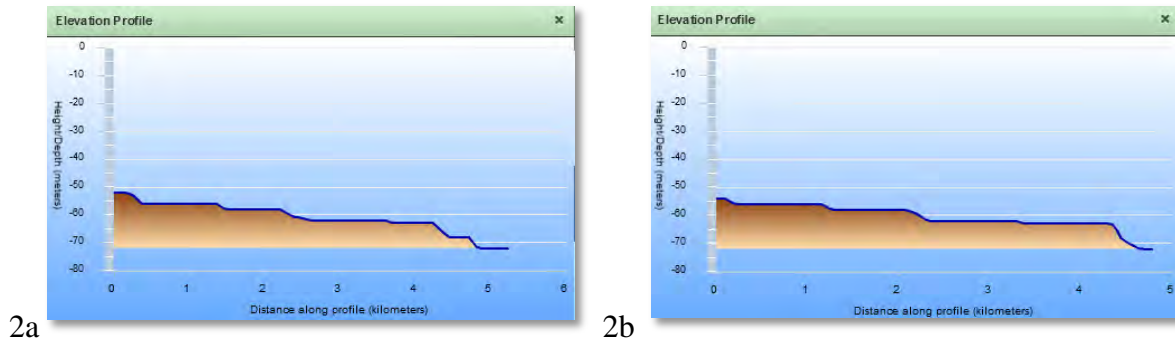 Elevation Profile ×
0
-10
-20
-30
-40
-50
-60
-70
-80
Height/Depth (meters)
0 1 2 3 4 5 6
Distance along profile (kilometers)
2a
Elevation Profile ×
0
-10
-20
-30
-40
-50
-60
-70
-80
Height/Depth (meters)
0 1 2 3 4 5
Distance along profile (kilometers)
2b